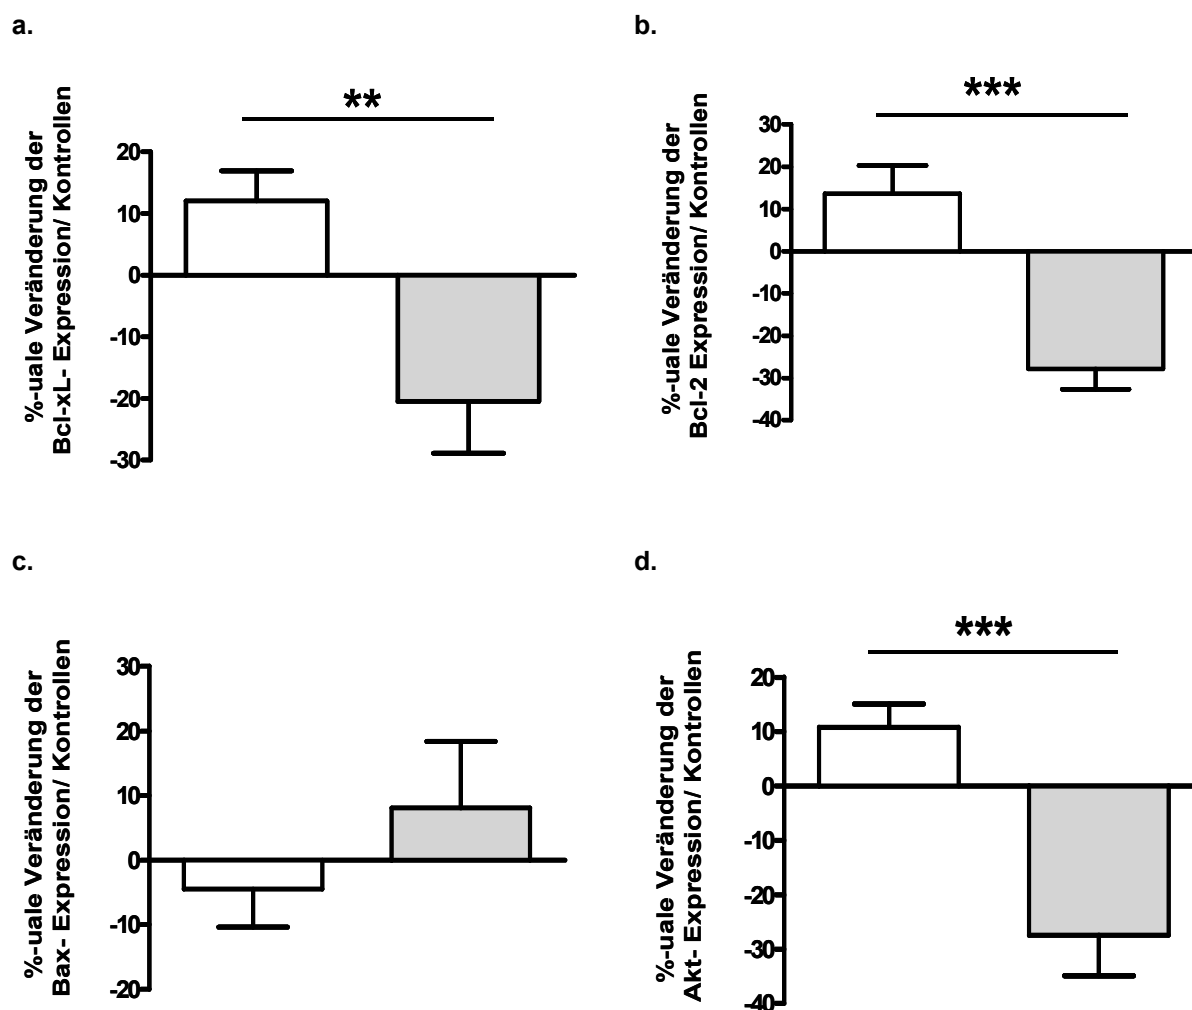 a.
**
%-uale Veränderung der
Bcl-xL- Expression/ Kontrollen
20
10
0
-10
-20
-30
b.
***
%-uale Veränderung der
Bcl-2 Expression/ Kontrollen
30
20
10
0
-10
-20
-30
-40
c.
%-uale Veränderung der
Bax- Expression/ Kontrollen
30
20
10
0
-10
-20
d.
***
%-uale Veränderung der
Akt- Expression/ Kontrollen
20
10
0
-10
-20
-30
-40